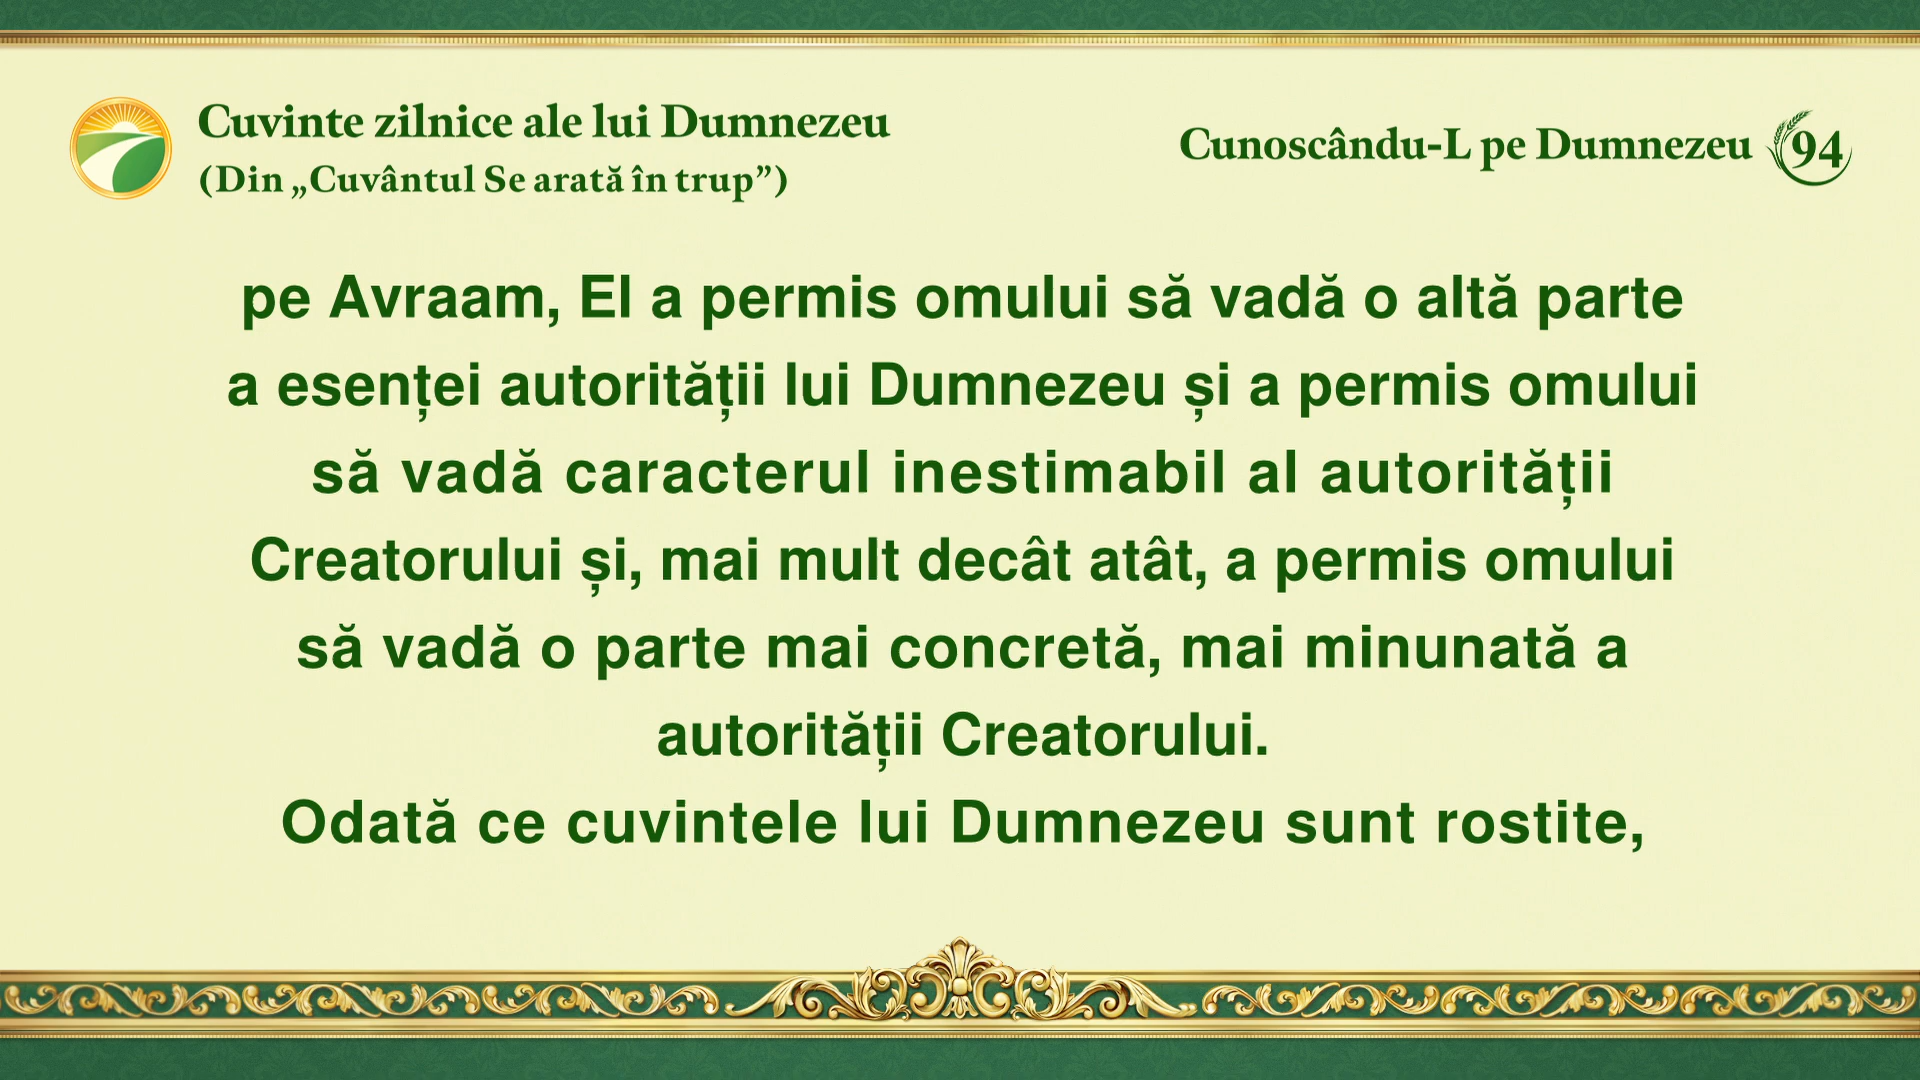 Cuvinte zilnice ale lui Dumnezeu
(Din „Cuvântul Se arată în trup”)
Cunoscându-L pe Dumnezeu 94
pe Avraam, El a permis omului să vadă o altă parte
a esenței autorității lui Dumnezeu și a permis omului
să vadă caracterul inestimabil al autorității
Creatorului și, mai mult decât atât, a permis omului
să vadă o parte mai concretă, mai minunată a
autorității Creatorului.
Odată ce cuvintele lui Dumnezeu sunt rostite,